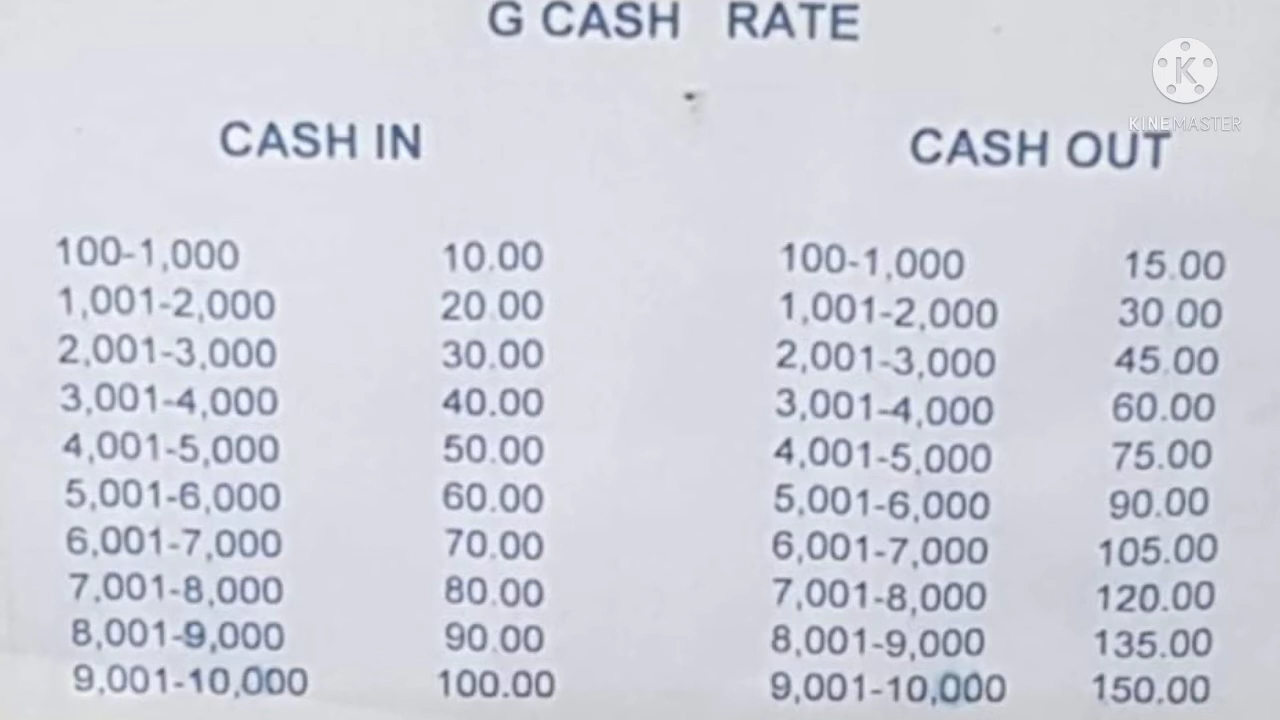 G CASH RATE
KINEMASTER
CASH IN CASH OUT
100-1,000 10.00 100-1,000 15.00
1,001-2,000 20.00 1,001-2,000 30.00
2,001-3,000 30.00 2,001-3,000 45.00
3,001-4,000 40.00 3,001-4,000 60.00
4,001-5,000 50.00 4,001-5,000 75.00
5,001-6,000 60.00 5,001-6,000 90.00
6,001-7,000 70.00 6,001-7,000 105.00
7,001-8,000 80.00 7,001-8,000 120.00
8,001-9,000 90.00 8,001-9,000 135.00
9,001-10,000 100.00 9,001-10,000 150.00